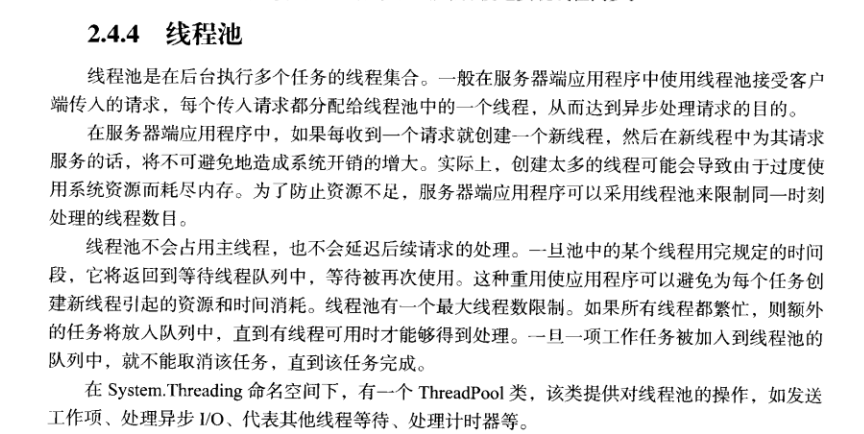 2.4.4 线程池
线程池是在后台执行多个任务的线程集合。一般在服务器端应用程序中使用线程池接受客户
端传入的请求，每个传入请求都分配给线程池中的一个线程，从而达到异步处理请求的目的。
在服务器端应用程序中，如果每收到一个请求就创建一个新线程，然后在新线程中为其请求
服务的话，将不可避免地造成系统开销的增大。实际上，创建太多的线程可能会导致由于过度使
用系统资源而耗尽内存。为了防止资源不足，服务器端应用程序可以采用线程池来限制同一时刻
处理的线程数目。
线程池不会占用主线程，也不会延迟后续请求的处理。一旦池中的某个线程用完规定的时间
段，它将返回到等待线程队列中，等待被再次使用。这种重用使应用程序可以避免为每个任务创
建新线程引起的资源和时间消耗。线程池有一个最大线程数限制。如果所有线程都繁忙，则额外
的任务将放入队列中，直到有线程可用时才能够得到处理。一旦一项工作任务被加入到线程池的
队列中，就不能取消该任务，直到该任务完成。
在 System.Threading 命名空间下，有一个 ThreadPool 类，该类提供对线程池的操作，如发送
工作项、处理异步 I/O、代表其他线程等待、处理计时器等。